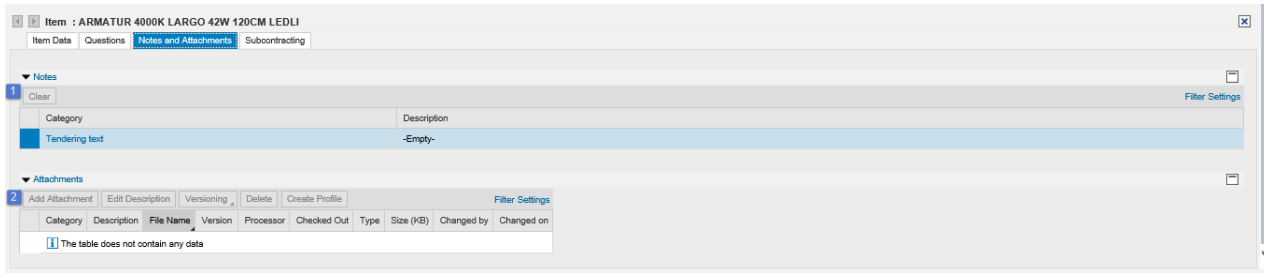 Item : ARMATUR 4000K LARGO 42W 120CM LEDLI
Item Data Questions Notes and Attachments Subcontracting
Notes
1
Clear Filter Settings
Category Description
Tendering text -Empty-
Attachments
2 Add Attachment Edit Description Versioning Delete Create Profile Filter Settings
Category Description File Name Version Processor Checked Out Type Size (KB) Changed by Changed on
The table does not contain any data